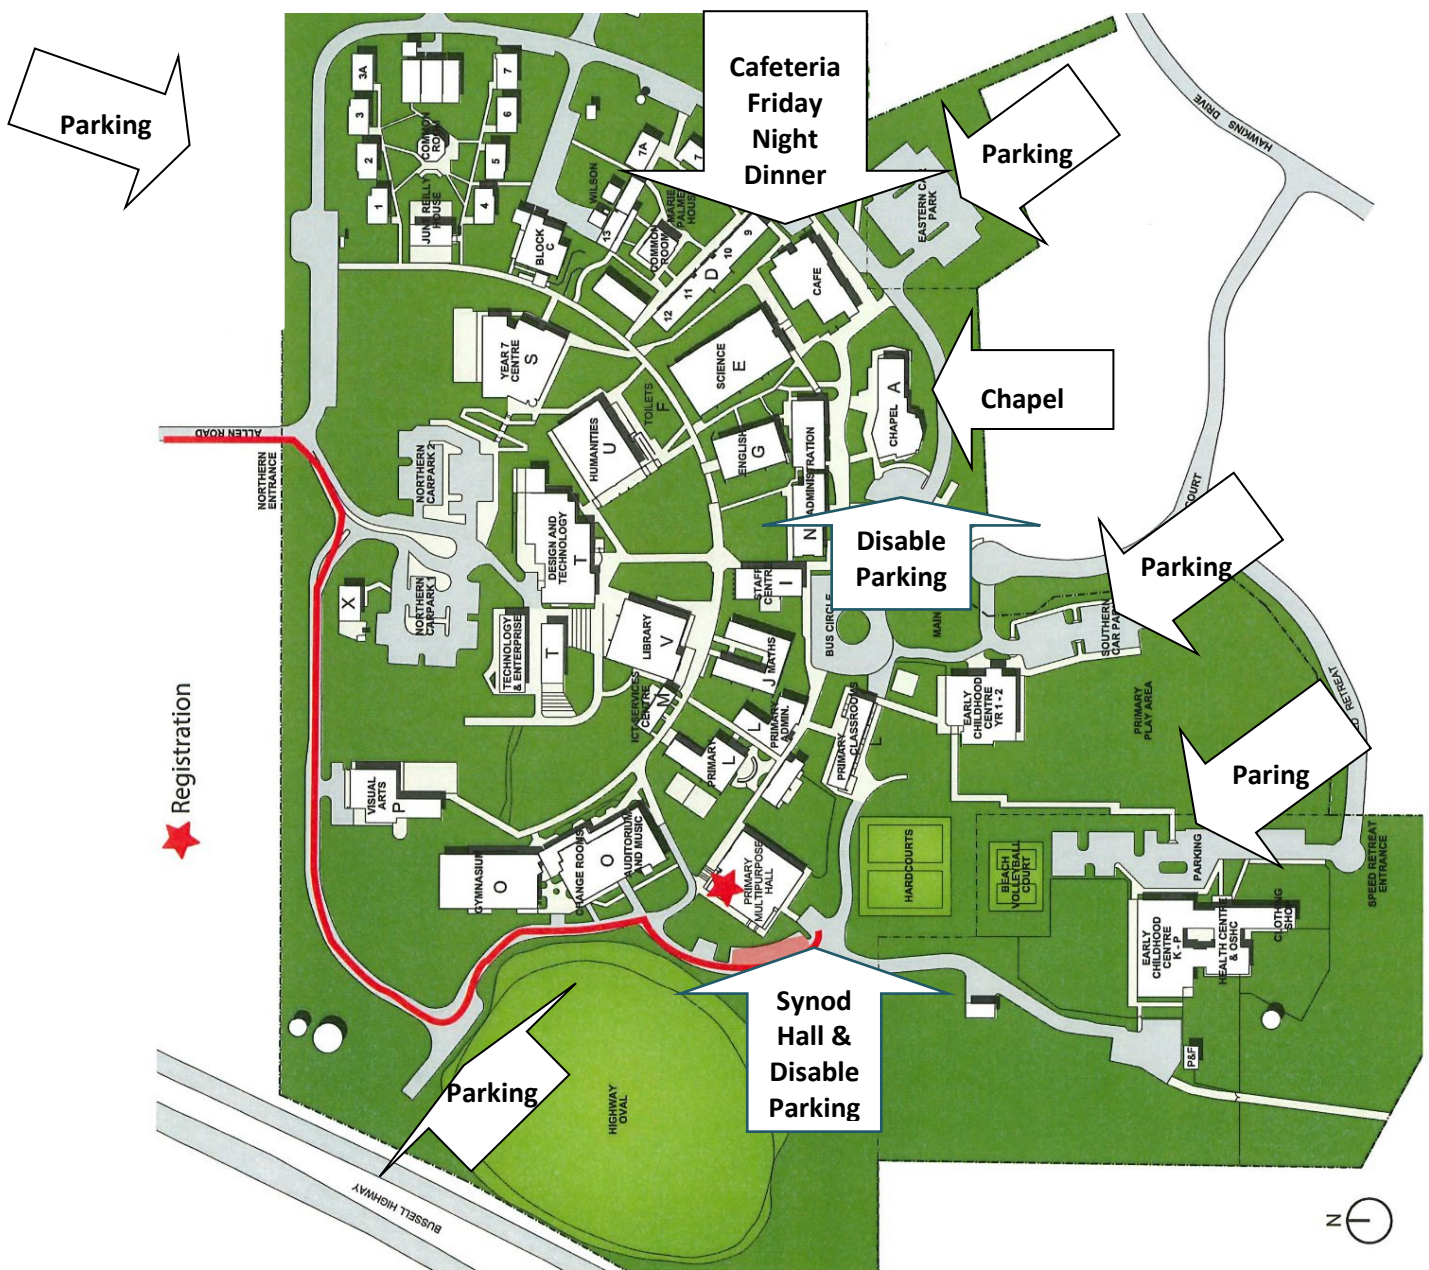 Parking
Cafeteria
Friday
Night
Dinner
Parking
Chapel
Disable
Parking
Parking
Paring
Synod
Hall &
Disable
Parking
Parking
Registration
3A
3
2
1
7
6
5
4
JUNE REILLY
HOUSE
BLOCK
C
WILSON
7A
7
13
COMMON
ROOM
HOUSE
9
10
11
12
D
CAFE
EASTERN CAR
PARK
HAWKINS DRIVE
YEAR 7
CENTRE
S
SCIENCE
E
TOILETS
F
HUMANITIES
U
ENGLISH
G
ADMINISTRATION
N
CHAPEL
A
ALLEN ROAD
NORTHERN
ENTRANCE
NORTHERN
CARPARK 2
NORTHERN
CARPARK 1
X
DESIGN AND
TECHNOLOGY
T
TECHNOLOGY
& ENTERPRISE
T
LIBRARY
V
ICT SERVICES
CENTRE
M
STAFF
CENTRE
I
MATHS
J
BUS CIRCLE
MAIN
COURT
SOUTHERN
CAR PARK
PRIMARY
ADMIN.
L
PRIMARY
L
PRIMARY
CLASSROOMS
L
EARLY
CHILDHOOD
CENTRE
YR 1 - 2
PRIMARY
PLAY AREA
RETREAT
VISUAL
ARTS
P
GYMNASIUM
O
CHANGE ROOMS
O
AUDITORIUM
AND MUSIC
PRIMARY
MULTIPURPOSE
HALL
HARDCOURTS
BEACH
VOLLEYBALL
COURT
PARKING
SPEED RETREAT
ENTRANCE
EARLY
CHILDHOOD
CENTRE
K - P
HEALTH CENTRE
& OSHC
CLOTHING
P&F
HIGHWAY
OVAL
BUSSELL HIGHWAY
N